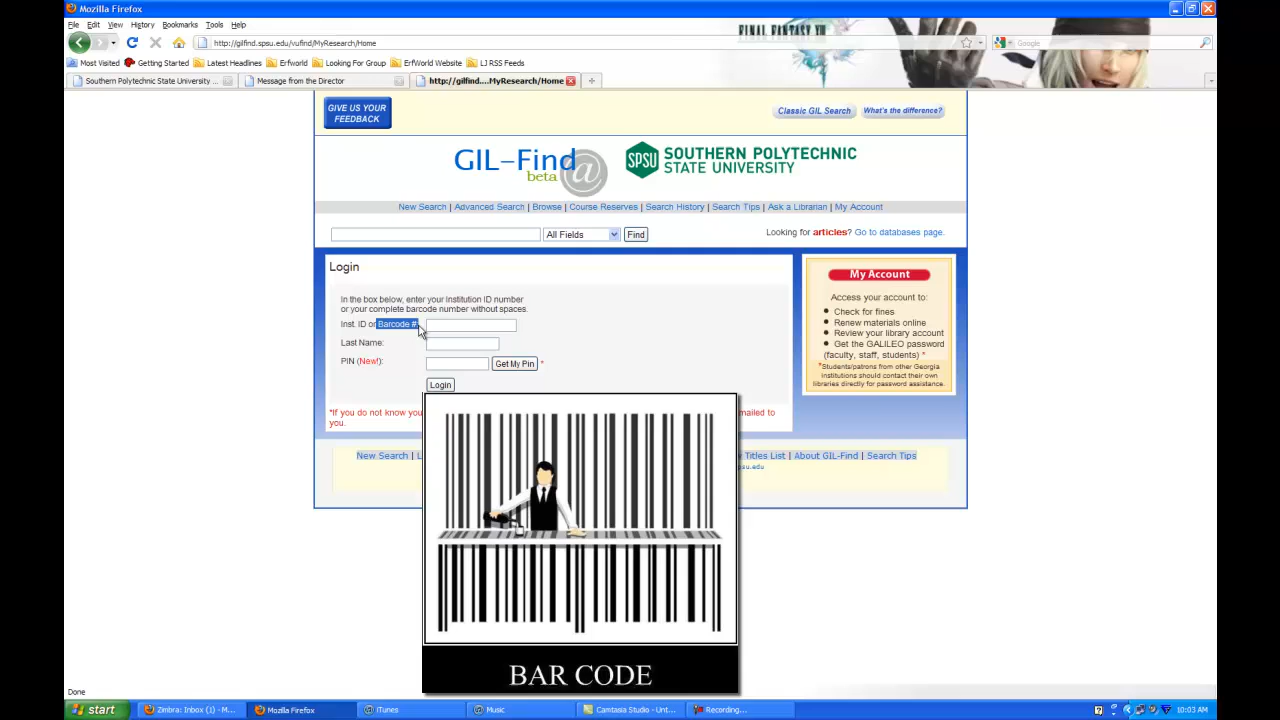 Mozilla Firefox
File Edit View History Bookmarks Tools Help
FINAL FANTASY XIII
http://gilfind.spsu.edu/vufind/MyResearch/Home
Google
Most Visited Getting Started Latest Headlines Erfworld Looking For Group ErfWorld Website LJ RSS Feeds
Southern Polytechnic State University ... Message from the Director http://gilfind....MyResearch/Home
GIVE US YOUR
FEEDBACK
Classic GIL Search What's the difference?
GIL-Find @
beta
SPSU SOUTHERN POLYTECHNIC
STATE UNIVERSITY
New Search | Advanced Search | Browse | Course Reserves | Search History | Search Tips | Ask a Librarian | My Account
All Fields Find
Looking for articles? Go to databases page.
Login
In the box below, enter your Institution ID number
or your complete barcode number without spaces.
Inst. ID or Barcode #:
Last Name:
PIN (New!): Get My Pin *
Login
*If you do not know you mailed to
you.
My Account
Access your account to:
Check for fines
Renew materials online
Review your library account
Get the GALILEO password
(faculty, staff, students) *
*Students/patrons from other Georgia
institutions should contact their own
libraries directly for password assistance.
New Search | L w Titles List | About GIL-Find | Search Tips
psu.edu
BAR CODE
Done
start Zimbra: Inbox (1) - M... Mozilla Firefox iTunes Music Camtasia Studio - Unt... Recording... 10:03 AM